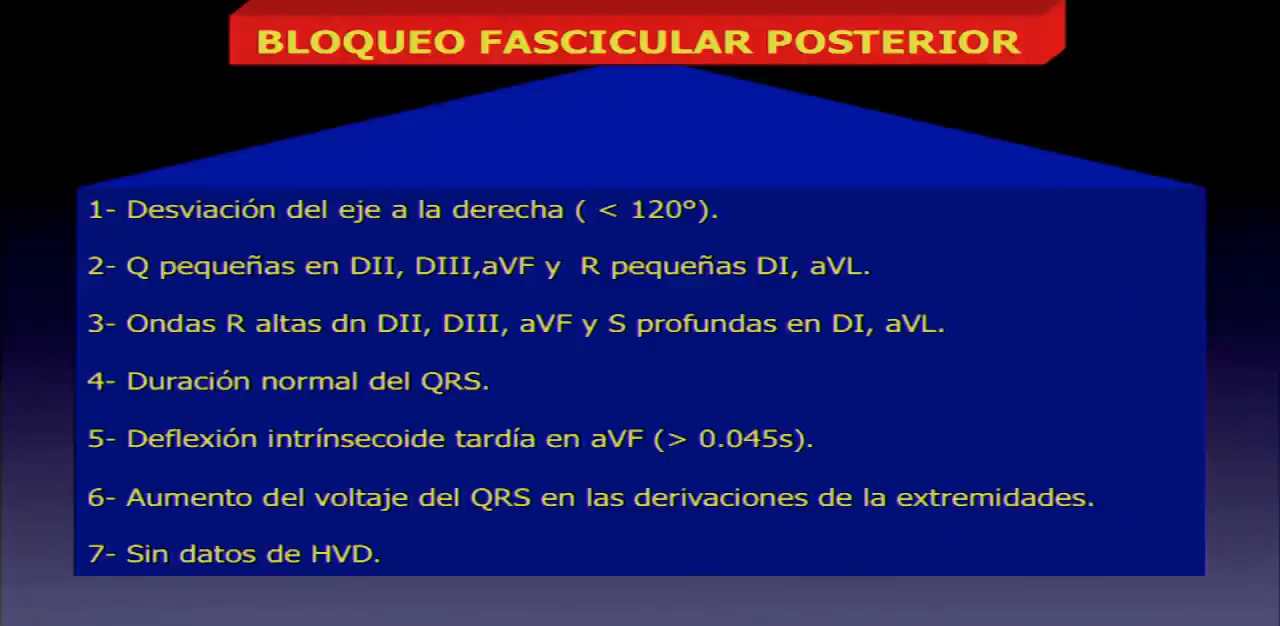 BLOQUEO FASCICULAR POSTERIOR
1- Desviación del eje a la derecha ( < 120°).
2- Q pequeñas en DII, DIII,aVF y  R pequeñas DI, aVL.
3- Ondas R altas dn DII, DIII, aVF y S profundas en DI, aVL.
4- Duración normal del QRS.
5- Deflexión intrínsecoide tardía en aVF (> 0.045s).
6- Aumento del voltaje del QRS en las derivaciones de la extremidades.
7- Sin datos de HVD.